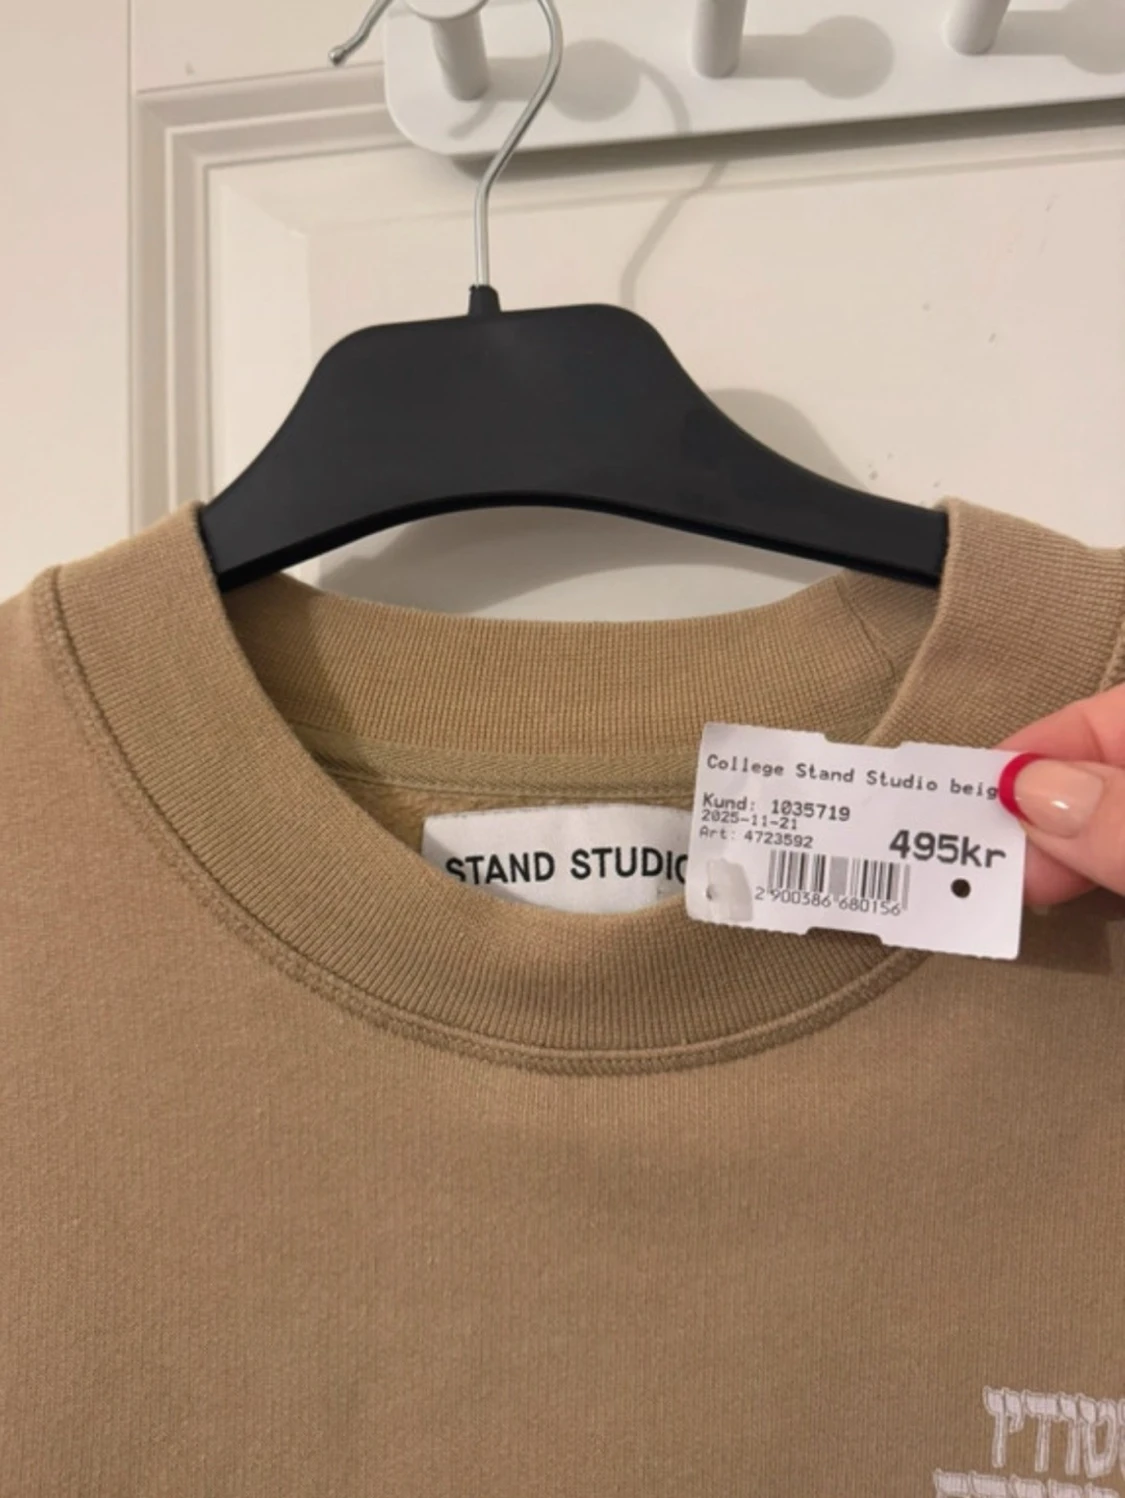 College Stand Studio beig
Kund: 1035719
2025-11-21
Art: 4723592
495kr
2 900386 680156
STAND STUDIO